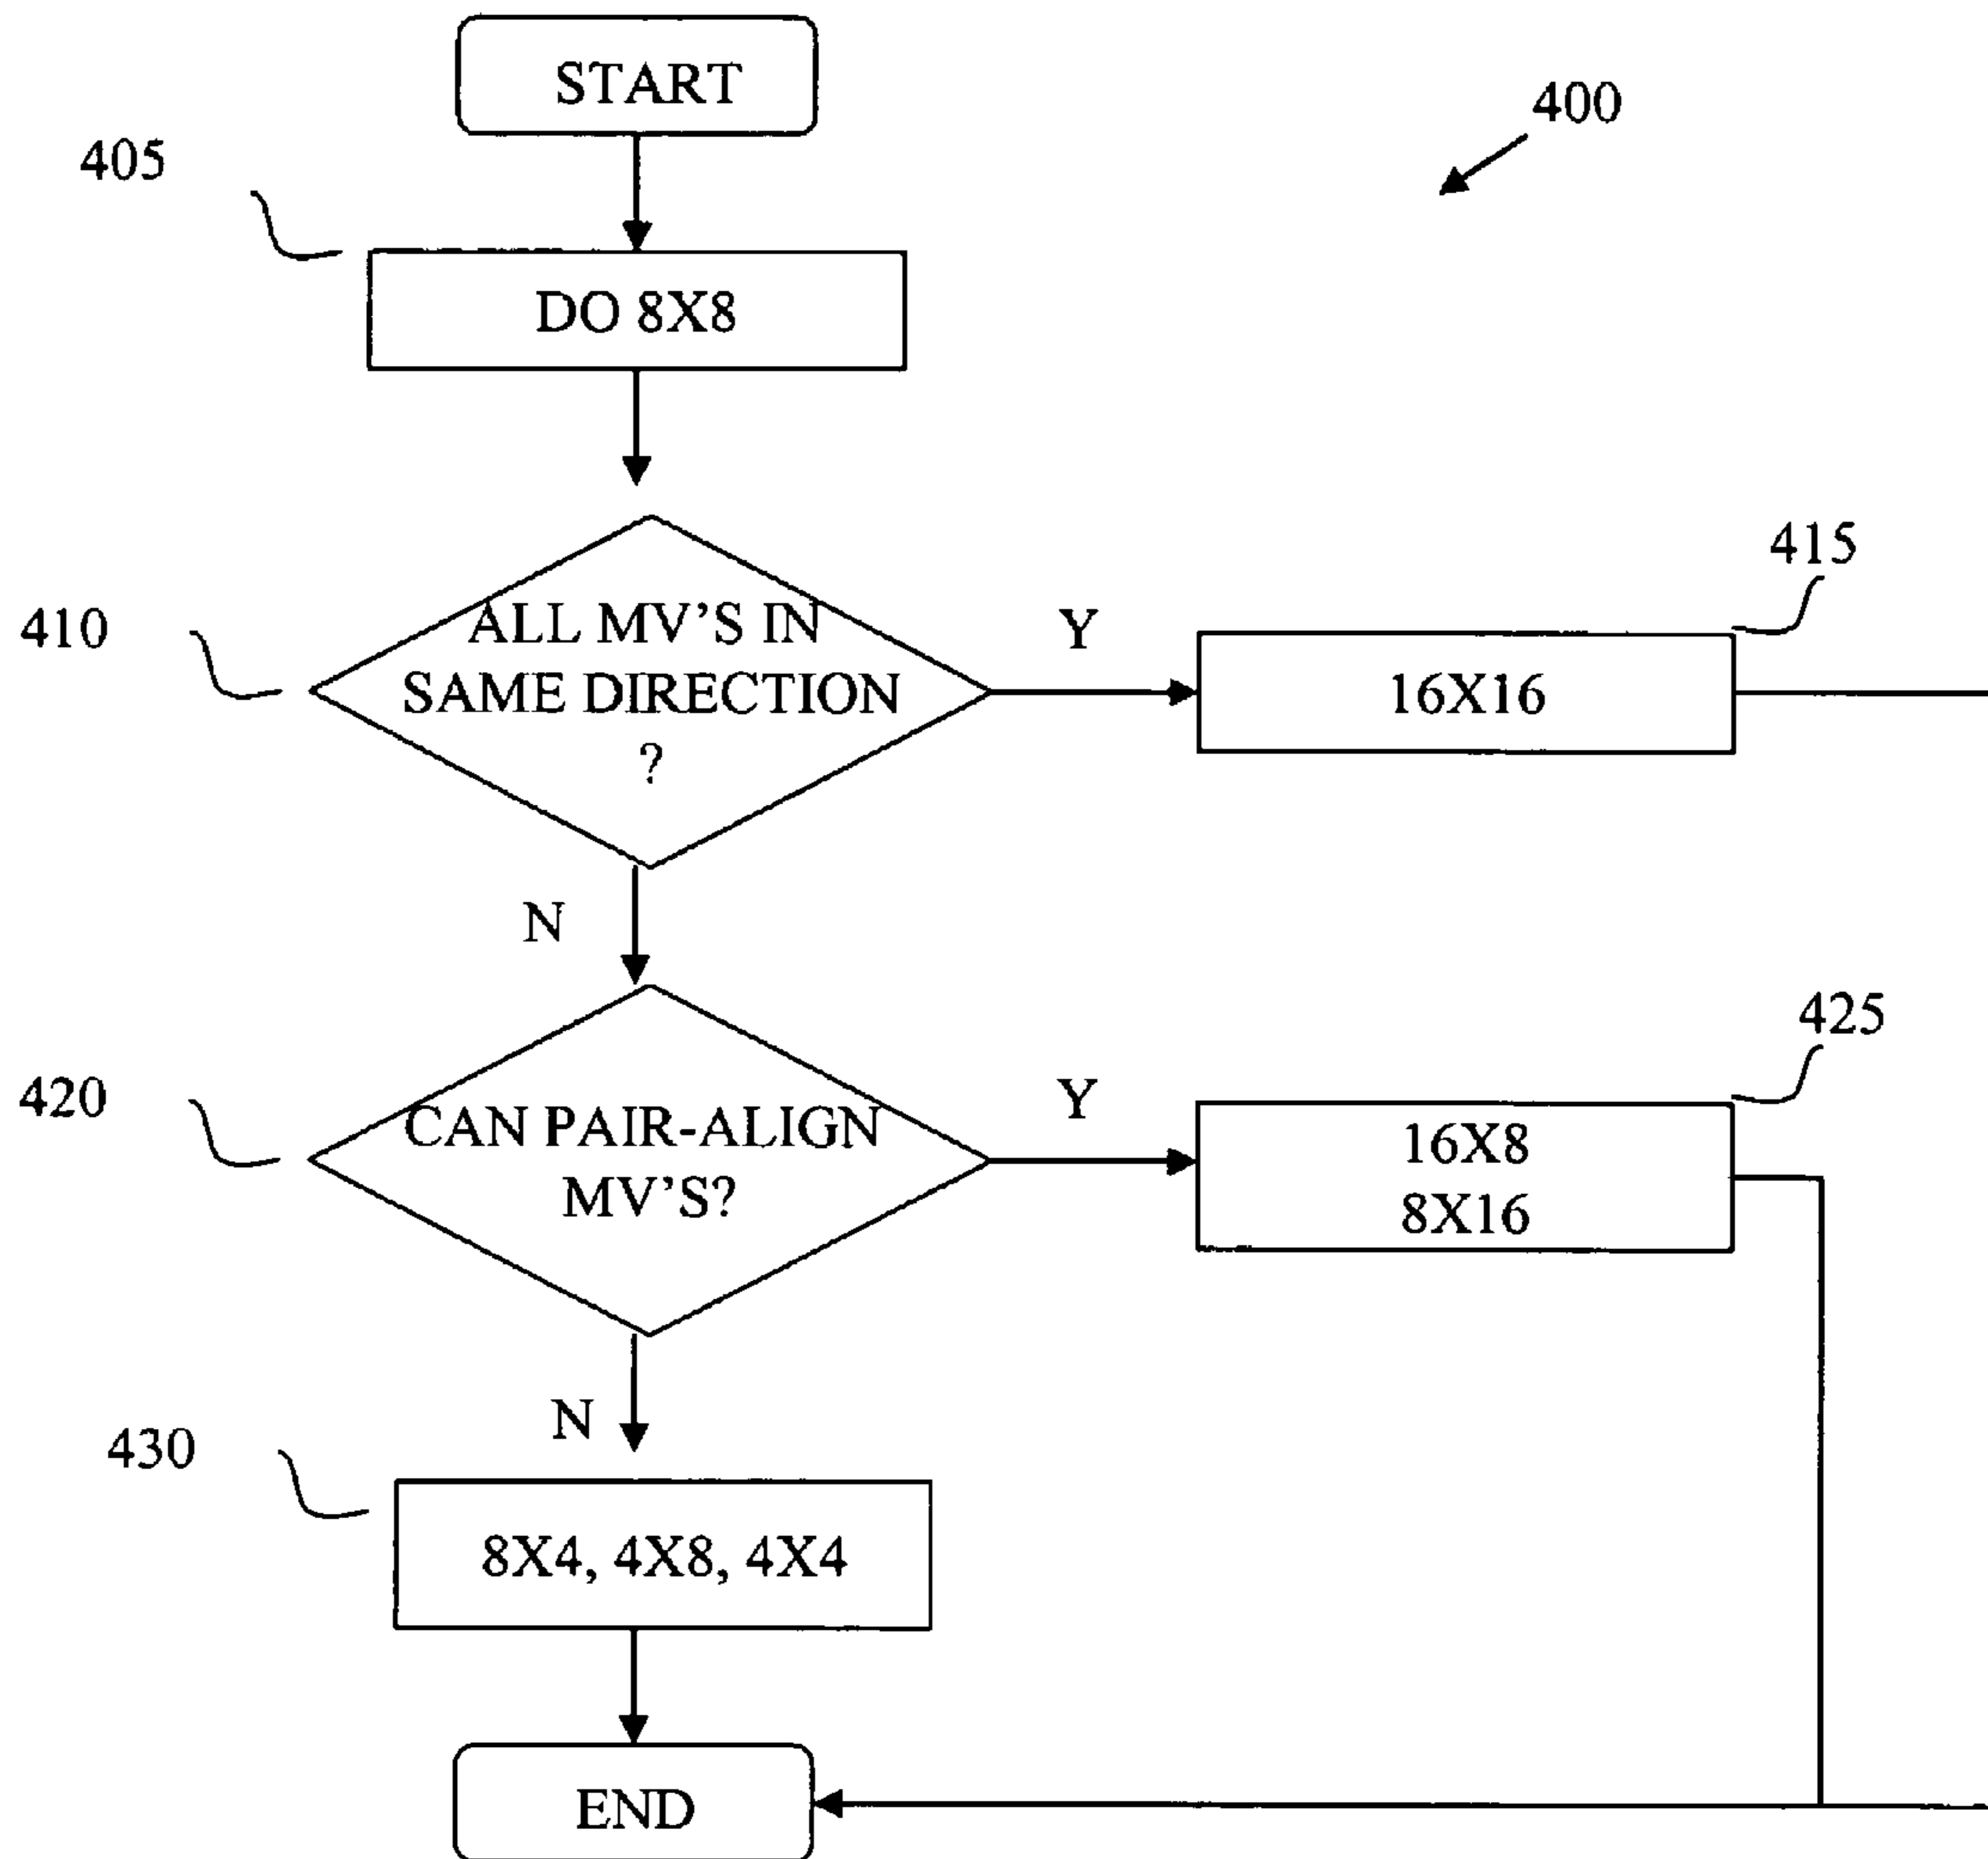 START
400
405
DO 8X8
415
410
ALL MV'S IN
SAME DIRECTION
?
Y
16X16
N
425
420
CAN PAIR-ALIGN
MV'S?
Y
16X8
8X16
N
430
8X4, 4X8, 4X4
END